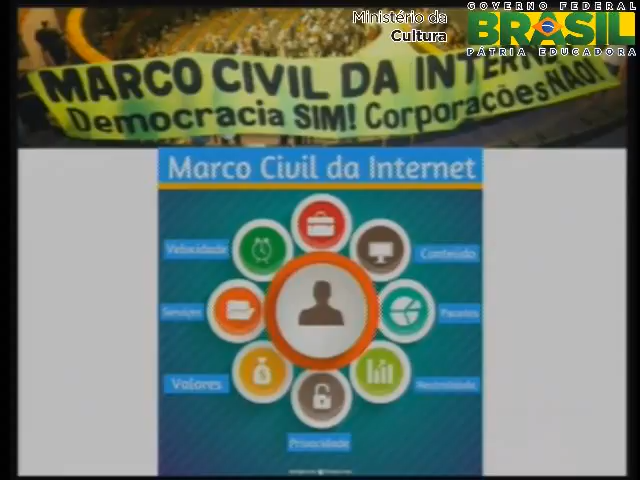 Ministério da
Cultura
GOVERNO FEDERAL
BRASIL
PÁTRIA EDUCADORA
MARCO CIVIL DA INTERNET
Democracia SIM! Corporações NÃO!
Marco Civil da Internet
Velocidade
Conteúdo
Serviços
Pacotes
Valores
Neutralidade
Privacidade